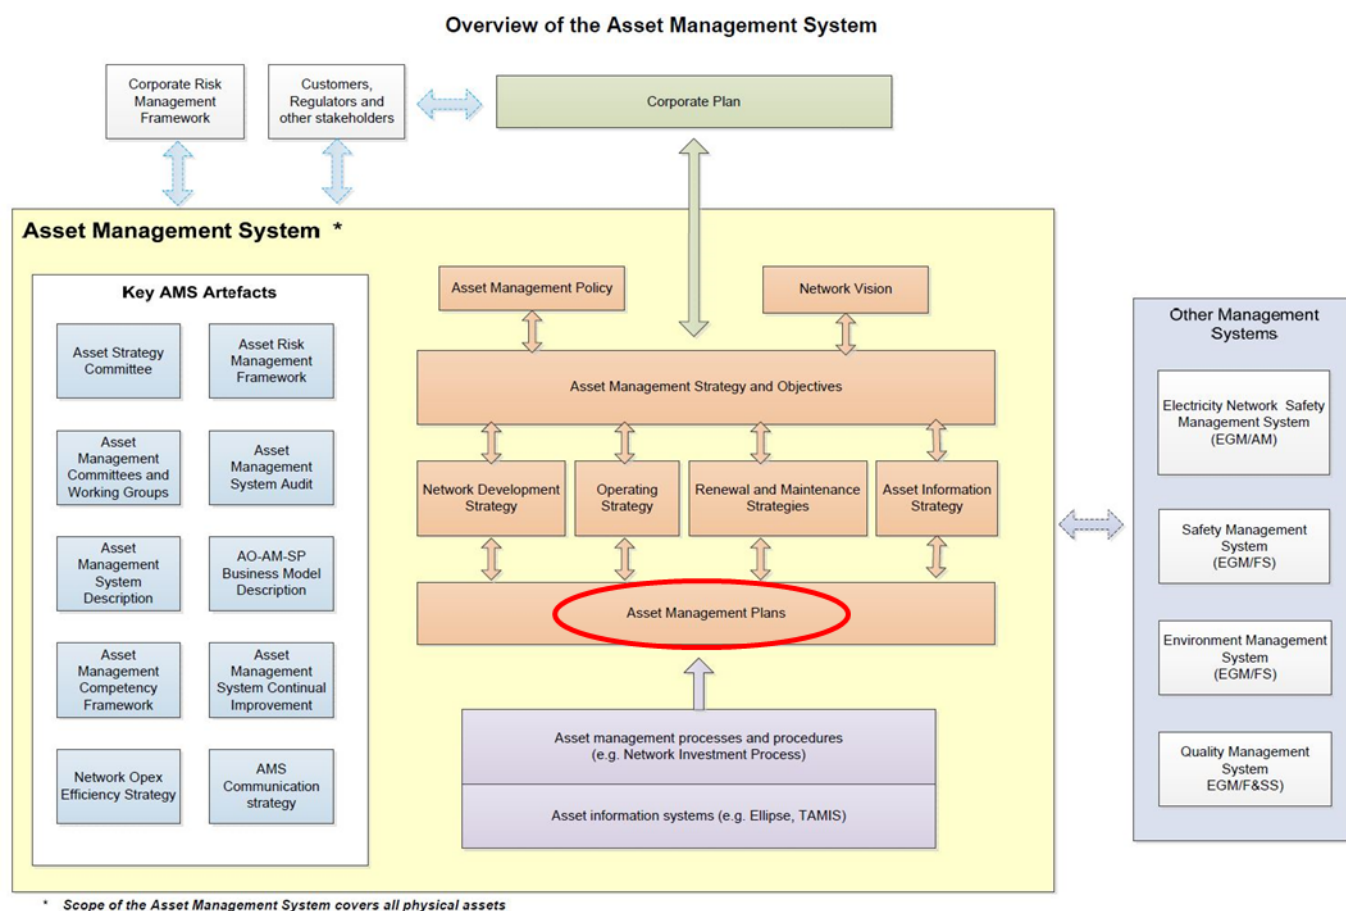 Overview of the Asset Management System
Corporate Risk
Management
Framework
Customers,
Regulators and
other stakeholders
Corporate Plan
Asset Management System *
Key AMS Artefacts
Asset Strategy
Committee
Asset Risk
Management
Framework
Asset
Management
Committees and
Working Groups
Asset
Management
System Audit
Asset
Management
System
Description
AO-AM-SP
Business Model
Description
Asset
Management
Competency
Framework
Asset
Management
System Continual
Improvement
Network Opex
Efficiency Strategy
AMS
Communication
strategy
Asset Management Policy
Network Vision
Asset Management Strategy and Objectives
Network Development
Strategy
Operating
Strategy
Renewal and Maintenance
Strategies
Asset Information
Strategy
Asset Management Plans
Asset management processes and procedures
(e.g. Network Investment Process)
Asset information systems (e.g. Ellipse, TAMIS)
Other Management
Systems
Electricity Network Safety
Management System
(EGM/AM)
Safety Management
System
(EGM/FS)
Environment Management
System
(EGM/FS)
Quality Management
System
EGM/F&SS)
* Scope of the Asset Management System covers all physical assets